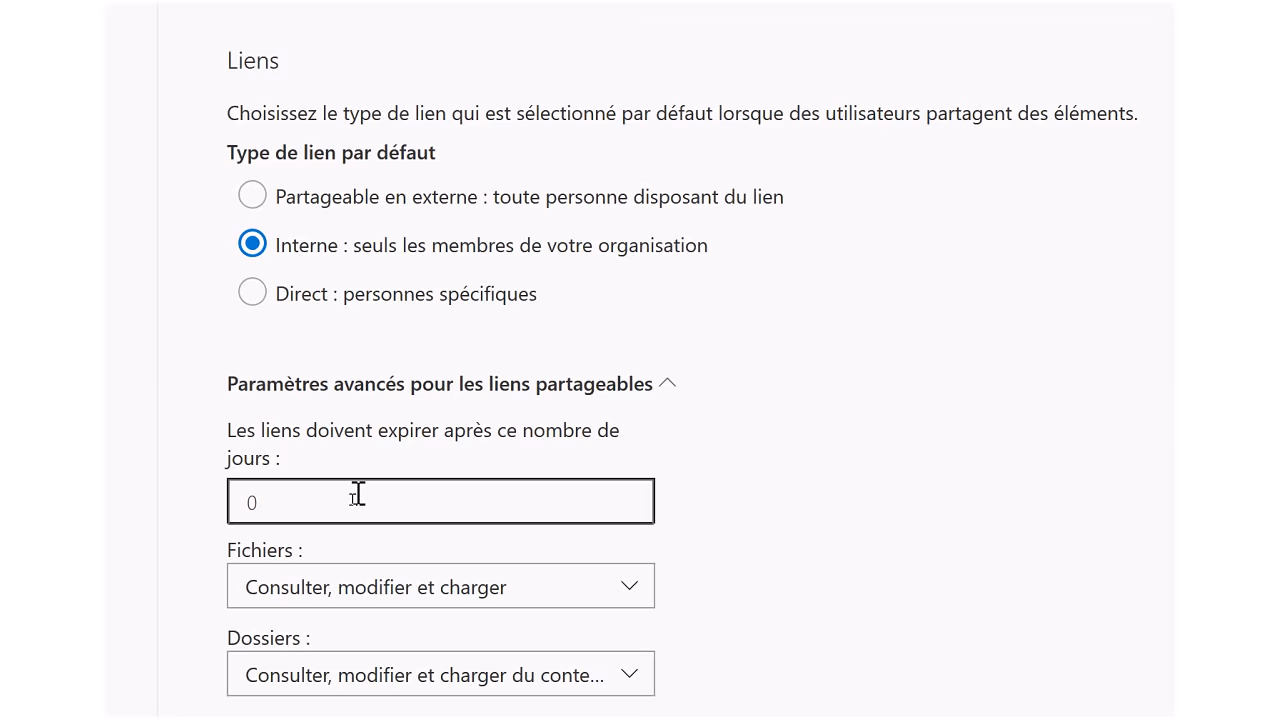 Liens
Choisissez le type de lien qui est sélectionné par défaut lorsque des utilisateurs partagent des éléments.
Type de lien par défaut
Partageable en externe : toute personne disposant du lien
Interne : seuls les membres de votre organisation
Direct : personnes spécifiques
Paramètres avancés pour les liens partageables
Les liens doivent expirer après ce nombre de
jours :
0
Fichiers :
Consulter, modifier et charger
Dossiers :
Consulter, modifier et charger du conte...